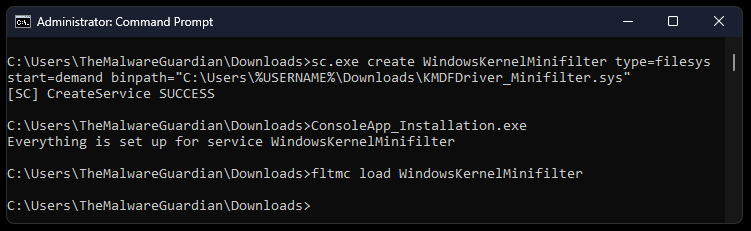 Administrator: Command Prompt
C:\Users\TheMalwareGuardian\Downloads>sc.exe create WindowsKernelMinifilter type=filesys
start=demand binpath="C:\Users\%USERNAME%\Downloads\KMDFDriver_Minifilter.sys"
[SC] CreateService SUCCESS
C:\Users\TheMalwareGuardian\Downloads>ConsoleApp_Installation.exe
Everything is set up for service WindowsKernelMinifilter
C:\Users\TheMalwareGuardian\Downloads>fltmc load WindowsKernelMinifilter
C:\Users\TheMalwareGuardian\Downloads>